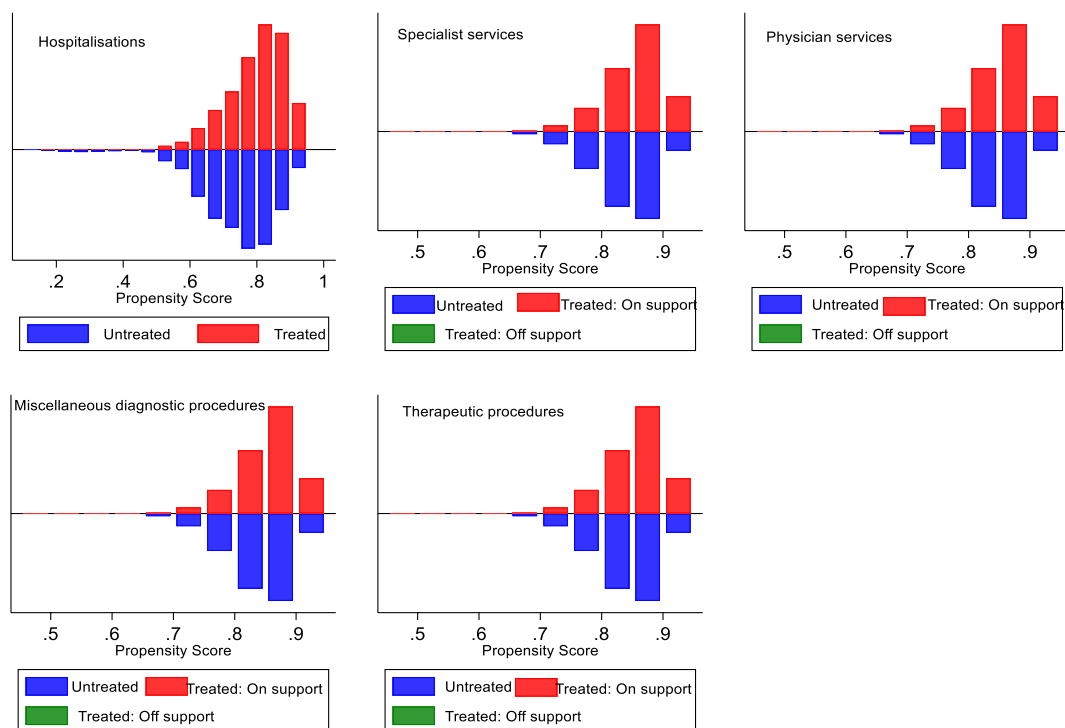 Hospitalisations
.2 .4 .6 .8 1
Propensity Score
Untreated Treated
Specialist services
.5 .6 .7 .8 .9
Propensity Score
Untreated Treated: On support
Treated: Off support
Physician services
.5 .6 .7 .8 .9
Propensity Score
Untreated Treated: On support
Treated: Off support
Miscellaneous diagnostic procedures
.5 .6 .7 .8 .9
Propensity Score
Untreated Treated: On support
Treated: Off support
Therapeutic procedures
.5 .6 .7 .8 .9
Propensity Score
Untreated Treated: On support
Treated: Off support